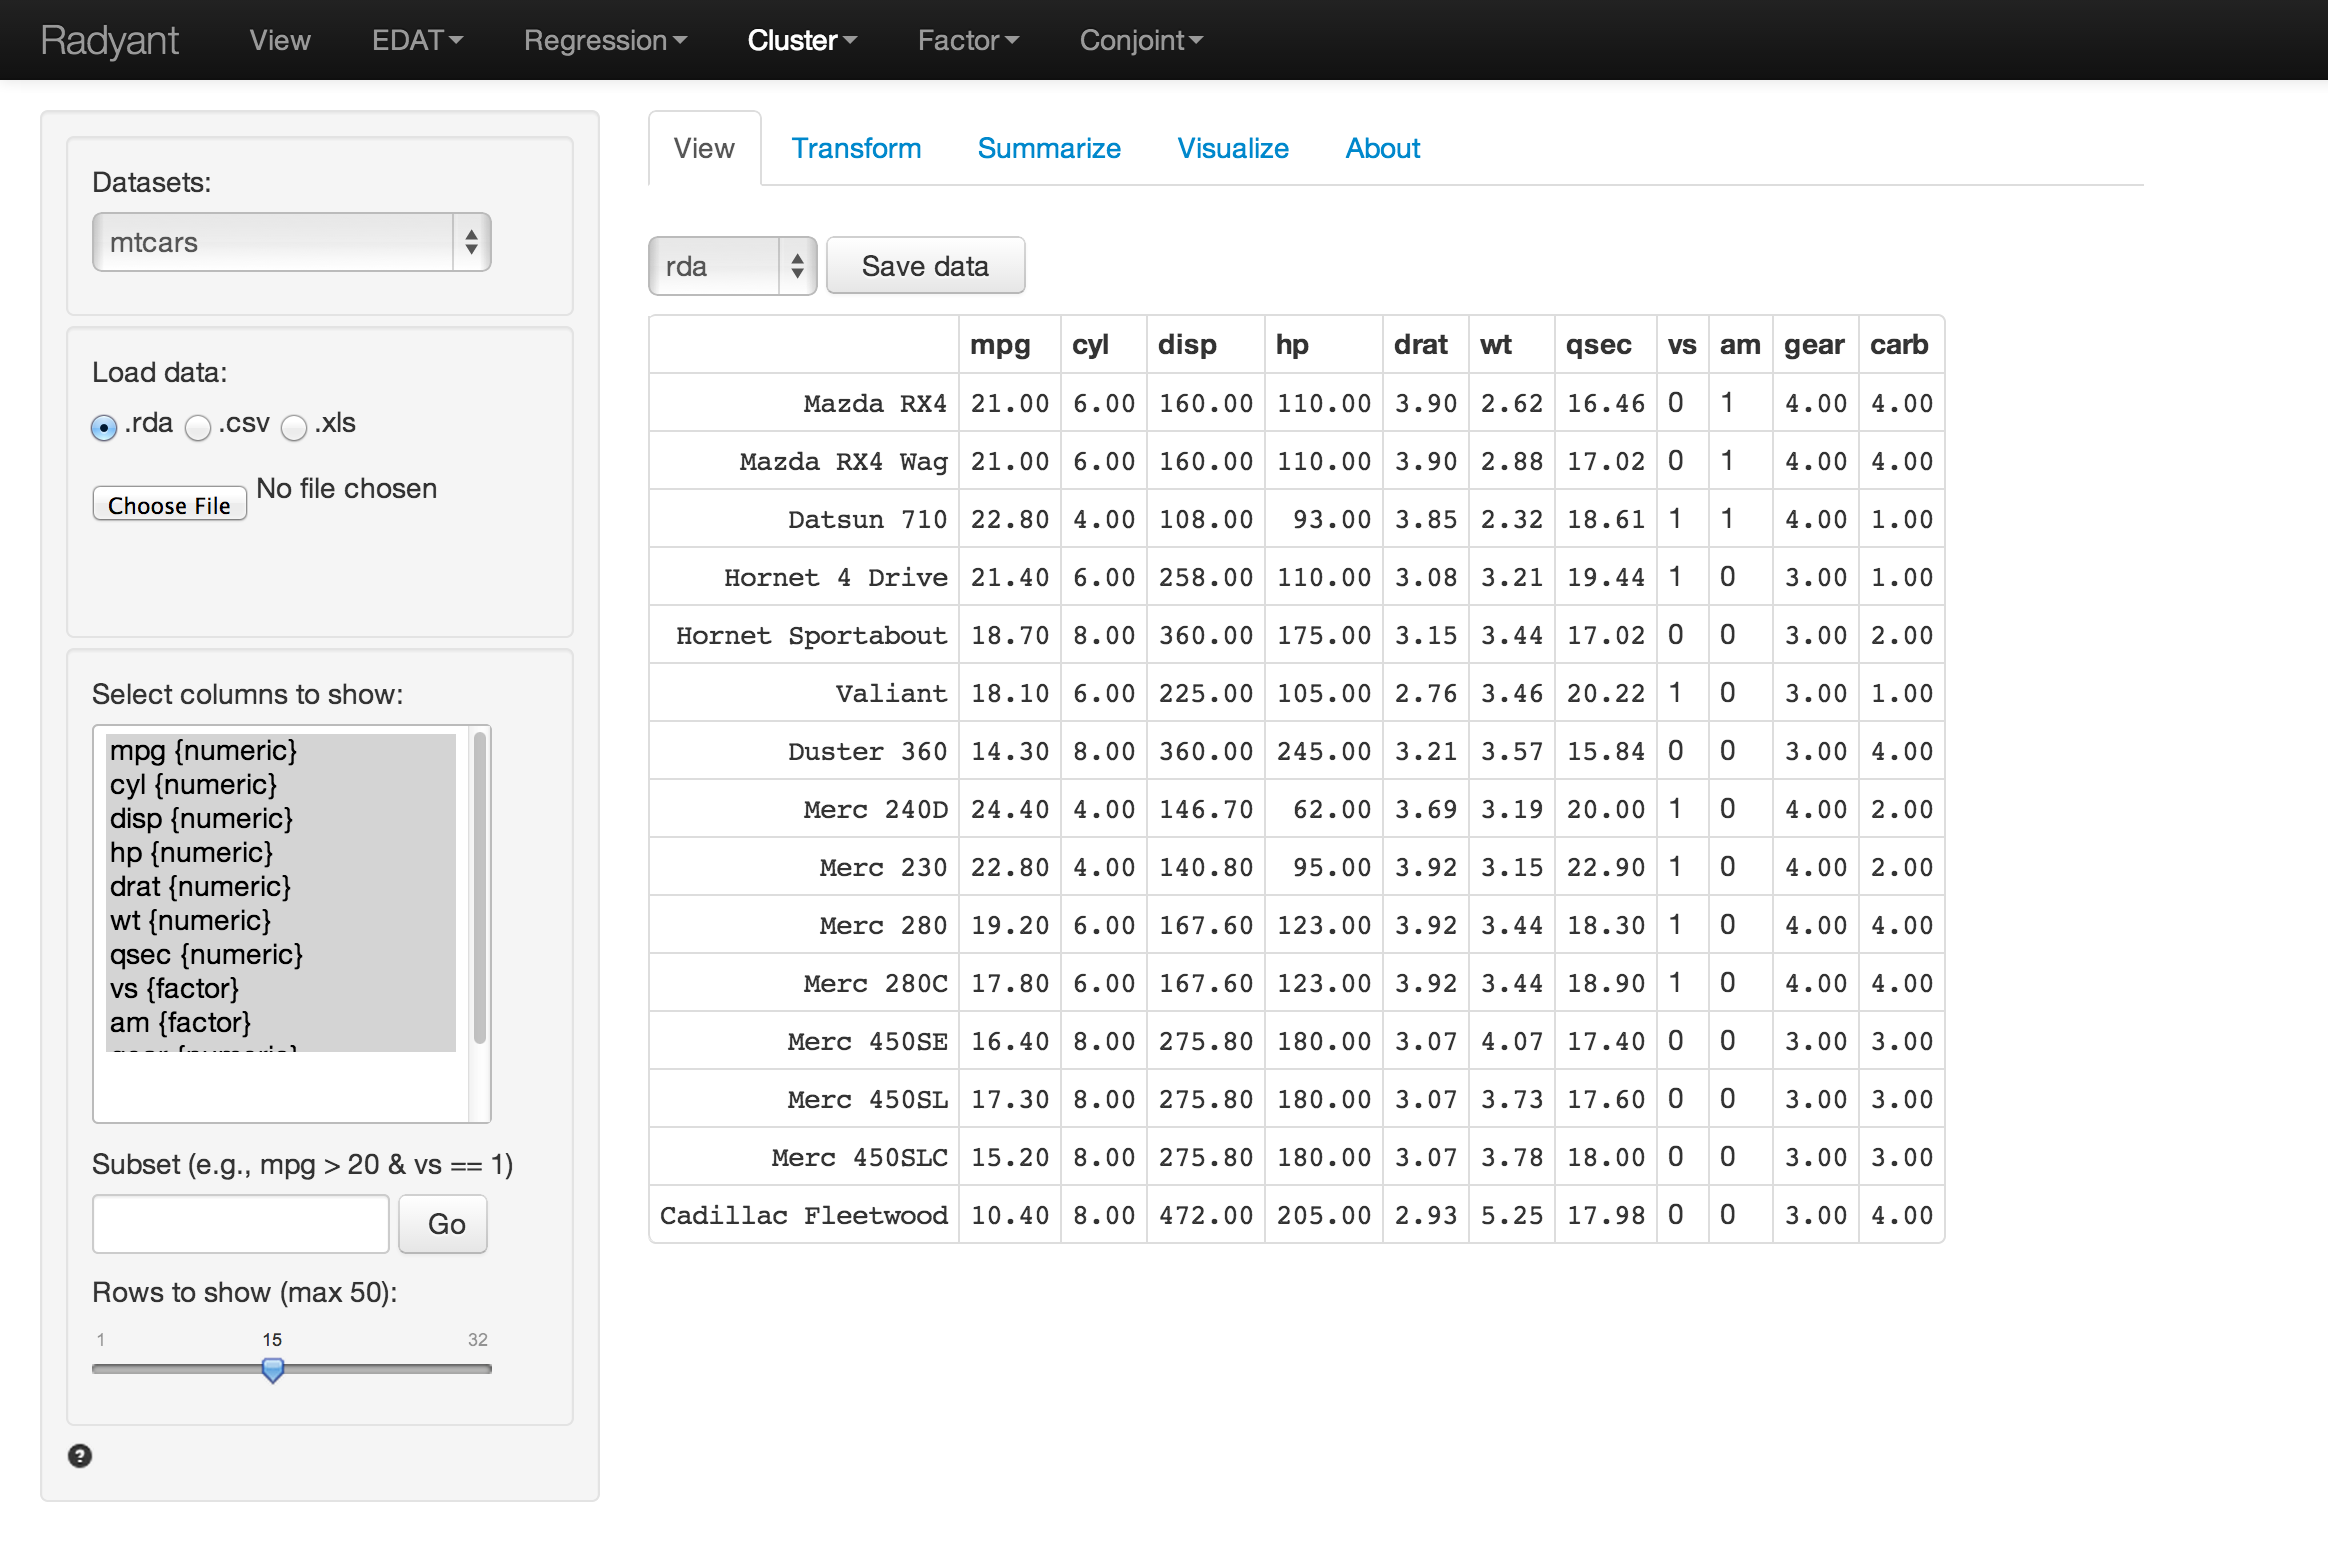 Radyant View EDAT Regression Cluster Factor Conjoint
Datasets:
mtcars
Load data:
.rda .csv .xls
Choose File No file chosen
Select columns to show:
mpg {numeric}
cyl {numeric}
disp {numeric}
hp {numeric}
drat {numeric}
wt {numeric}
qsec {numeric}
vs {factor}
am {factor}
gear {numeric}
Subset (e.g., mpg > 20 & vs == 1)
Go
Rows to show (max 50):
1 15 32
?
View Transform Summarize Visualize About
rda Save data
mpg cyl disp hp drat wt qsec vs am gear carb
Mazda RX4 21.00 6.00 160.00 110.00 3.90 2.62 16.46 0 1 4.00 4.00
Mazda RX4 Wag 21.00 6.00 160.00 110.00 3.90 2.88 17.02 0 1 4.00 4.00
Datsun 710 22.80 4.00 108.00 93.00 3.85 2.32 18.61 1 1 4.00 1.00
Hornet 4 Drive 21.40 6.00 258.00 110.00 3.08 3.21 19.44 1 0 3.00 1.00
Hornet Sportabout 18.70 8.00 360.00 175.00 3.15 3.44 17.02 0 0 3.00 2.00
Valiant 18.10 6.00 225.00 105.00 2.76 3.46 20.22 1 0 3.00 1.00
Duster 360 14.30 8.00 360.00 245.00 3.21 3.57 15.84 0 0 3.00 4.00
Merc 240D 24.40 4.00 146.70 62.00 3.69 3.19 20.00 1 0 4.00 2.00
Merc 230 22.80 4.00 140.80 95.00 3.92 3.15 22.90 1 0 4.00 2.00
Merc 280 19.20 6.00 167.60 123.00 3.92 3.44 18.30 1 0 4.00 4.00
Merc 280C 17.80 6.00 167.60 123.00 3.92 3.44 18.90 1 0 4.00 4.00
Merc 450SE 16.40 8.00 275.80 180.00 3.07 4.07 17.40 0 0 3.00 3.00
Merc 450SL 17.30 8.00 275.80 180.00 3.07 3.73 17.60 0 0 3.00 3.00
Merc 450SLC 15.20 8.00 275.80 180.00 3.07 3.78 18.00 0 0 3.00 3.00
Cadillac Fleetwood 10.40 8.00 472.00 205.00 2.93 5.25 17.98 0 0 3.00 4.00